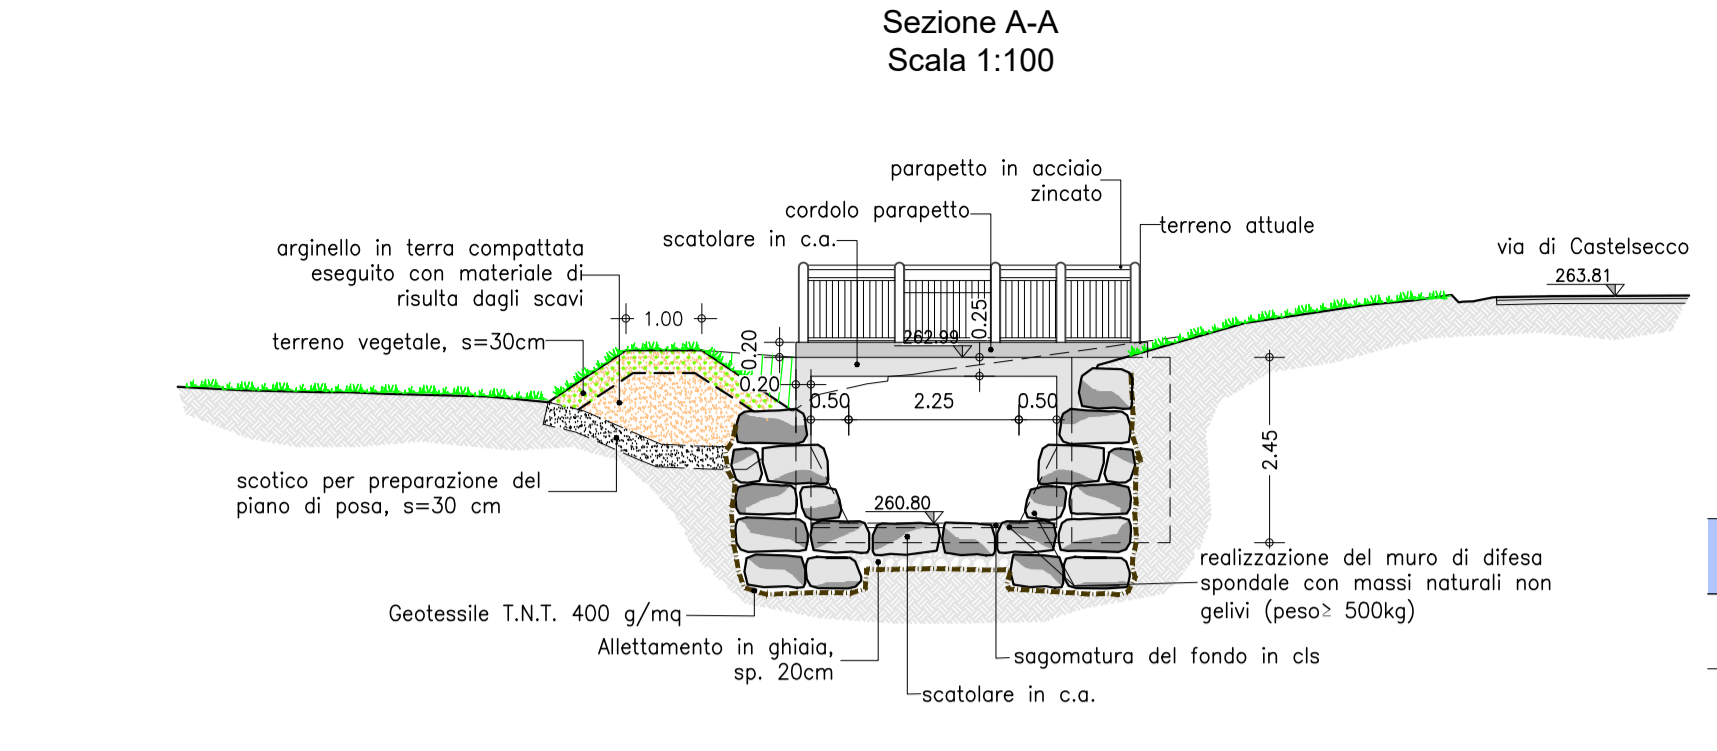 Sezione A-A
Scala 1:100
parapetto in acciaio
zincato
cordolo parapetto
terreno attuale
scatolare in c.a.
via di Castelsecco
263.81
arginello in terra compattata
eseguito con materiale di
risulta dagli scavi
1.00
0.25
262.99
0.20
terreno vegetale, s=30cm
0.20
0.50
2.25
0.50
2.45
scotico per preparazione del
piano di posa, s=30 cm
260.80
realizzazione del muro di difesa
spondale con massi naturali non
gelivi (peso≥ 500kg)
Geotessile T.N.T. 400 g/mq
Allettamento in ghiaia,
sp. 20cm
sagomatura del fondo in cls
scatolare in c.a.